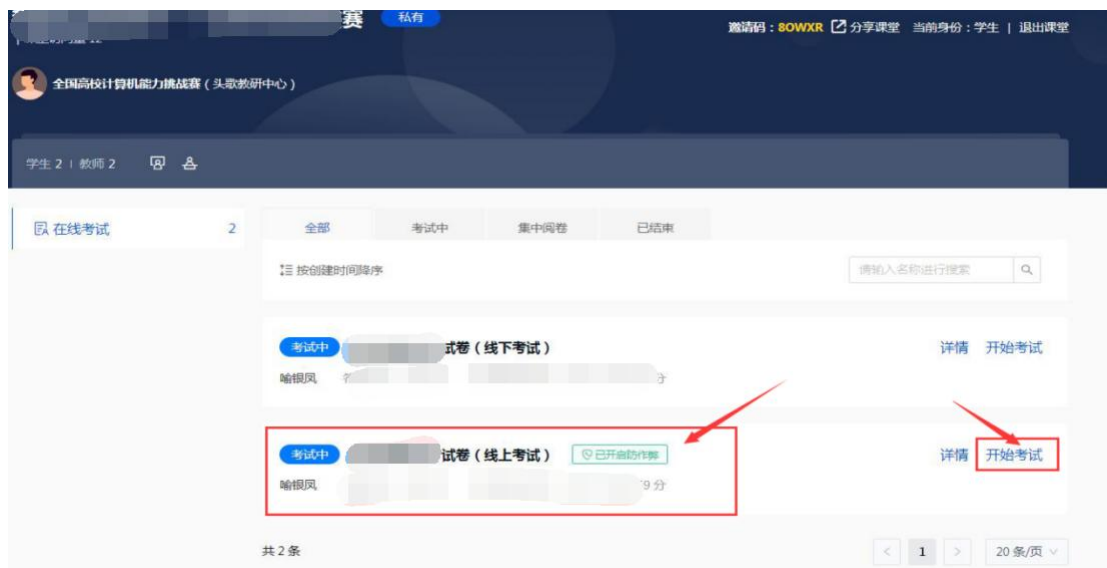 赛 私有 邀请码：8OWXR 分享课堂 当前身份：学生 | 退出课堂
全国高校计算机能力挑战赛（头歌教研中心）
学生 2 | 教师 2
在线考试 2 全部 考试中 集中阅卷 已结束
按创建时间降序 请输入名称进行搜索
考试中 试卷（线下考试） 详情 开始考试
喻银凤
考试中 试卷（线上考试） 已开启防作弊 详情 开始考试
喻银凤 9 分
共 2 条 < 1 > 20 条/页